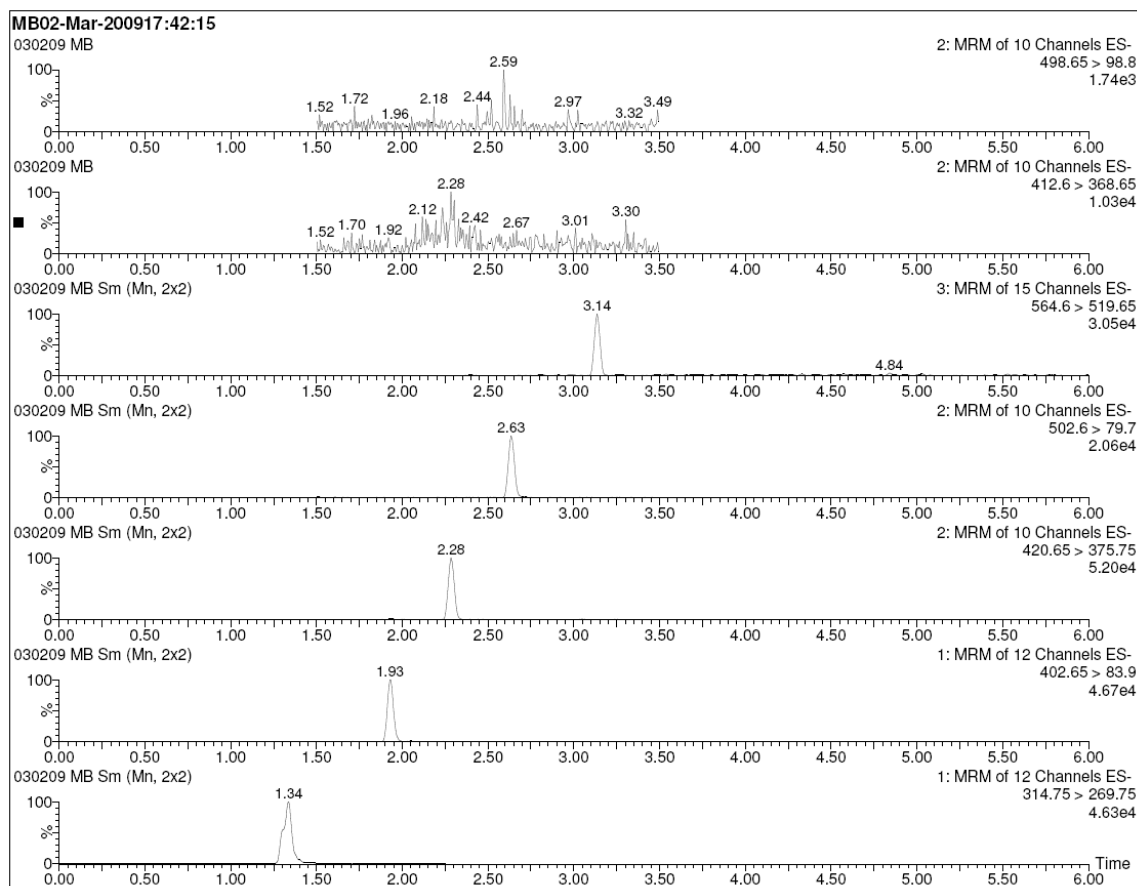 MB02-Mar-200917:42:15
030209 MB
2: MRM of 10 Channels ES-
498.65 > 98.8
1.74e3
100
%
0
1.52 1.72 1.96 2.18 2.44 2.59 2.97 3.32 3.49
0.00 0.50 1.00 1.50 2.00 2.50 3.00 3.50 4.00 4.50 5.00 5.50 6.00
030209 MB
2: MRM of 10 Channels ES-
412.6 > 368.65
1.03e4
100
%
0
1.52 1.70 1.92 2.12 2.28 2.42 2.67 3.01 3.30
0.00 0.50 1.00 1.50 2.00 2.50 3.00 3.50 4.00 4.50 5.00 5.50 6.00
030209 MB Sm (Mn, 2x2)
3: MRM of 15 Channels ES-
564.6 > 519.65
3.05e4
100
%
0
3.14 4.84
0.00 0.50 1.00 1.50 2.00 2.50 3.00 3.50 4.00 4.50 5.00 5.50 6.00
030209 MB Sm (Mn, 2x2)
2: MRM of 10 Channels ES-
502.6 > 79.7
2.06e4
100
%
0
2.63
0.00 0.50 1.00 1.50 2.00 2.50 3.00 3.50 4.00 4.50 5.00 5.50 6.00
030209 MB Sm (Mn, 2x2)
2: MRM of 10 Channels ES-
420.65 > 375.75
5.20e4
100
%
0
2.28
0.00 0.50 1.00 1.50 2.00 2.50 3.00 3.50 4.00 4.50 5.00 5.50 6.00
030209 MB Sm (Mn, 2x2)
1: MRM of 12 Channels ES-
402.65 > 83.9
4.67e4
100
%
0
1.93
0.00 0.50 1.00 1.50 2.00 2.50 3.00 3.50 4.00 4.50 5.00 5.50 6.00
030209 MB Sm (Mn, 2x2)
1: MRM of 12 Channels ES-
314.75 > 269.75
4.63e4
100
%
0
1.34
Time
0.00 0.50 1.00 1.50 2.00 2.50 3.00 3.50 4.00 4.50 5.00 5.50 6.00